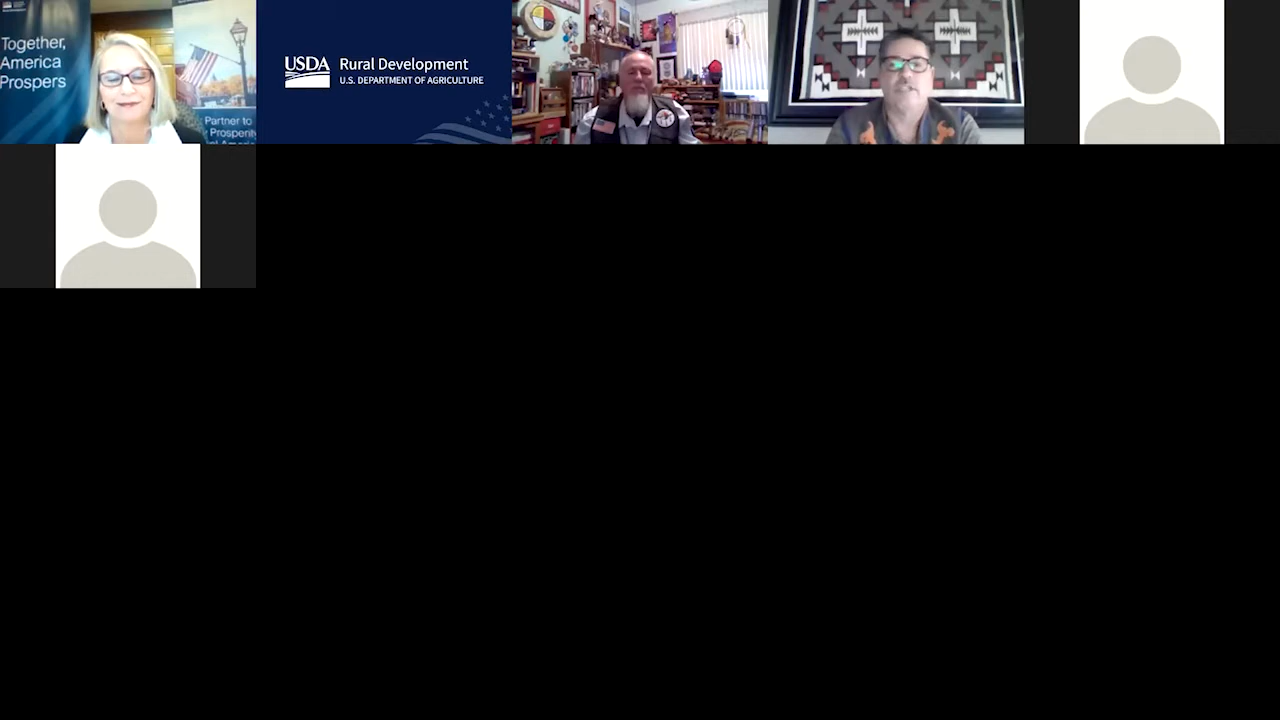 Together,
America
Prospers
Partner to
Prosperity
USDA
Rural Development
U.S. DEPARTMENT OF AGRICULTURE